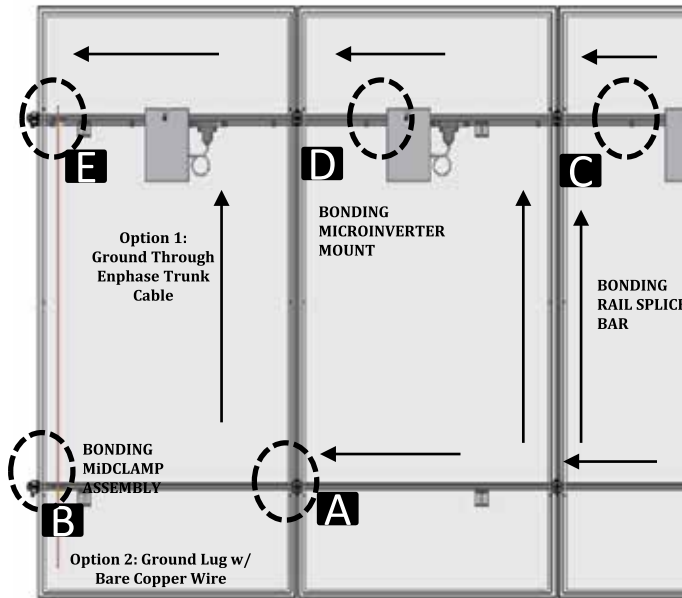 E
D
C
Option 1:
Ground Through
Enphase Trunk
Cable
BONDING
MICROINVERTER
MOUNT
BONDING
RAIL SPLICE
BAR
BONDING
MiDCLAMP
ASSEMBLY
B
A
Option 2: Ground Lug w/
Bare Copper Wire